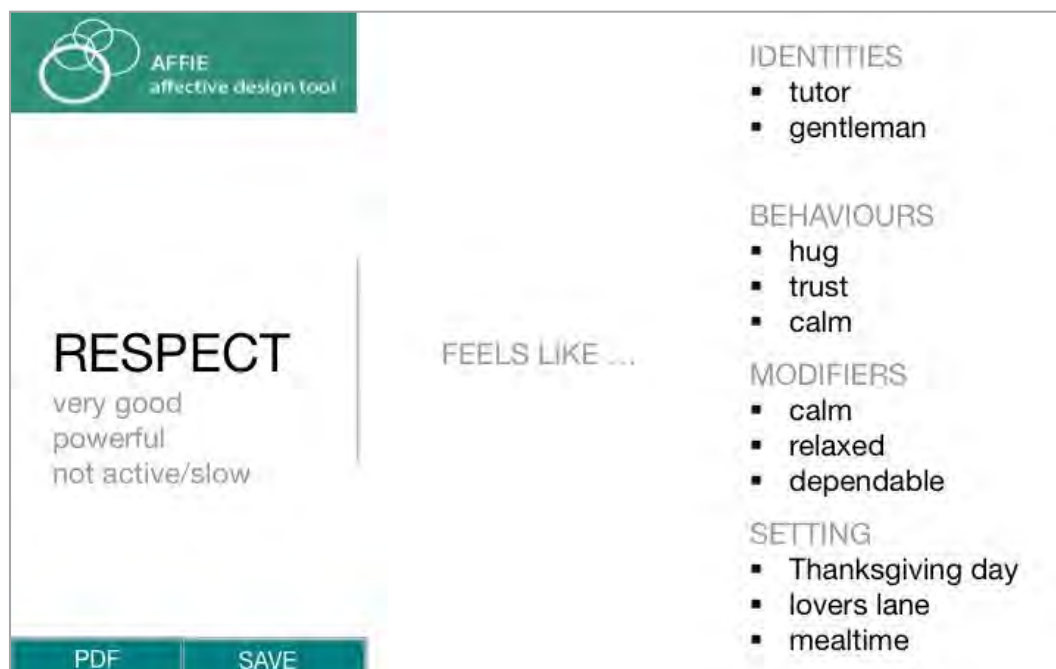 AFFIE
affective design tool
RESPECT
very good
powerful
not active/slow
FEELS LIKE ...
IDENTITIES
▪ tutor
▪ gentleman
BEHAVIOURS
▪ hug
▪ trust
▪ calm
MODIFIERS
▪ calm
▪ relaxed
▪ dependable
SETTING
▪ Thanksgiving day
▪ lovers lane
▪ mealtime
PDF
SAVE